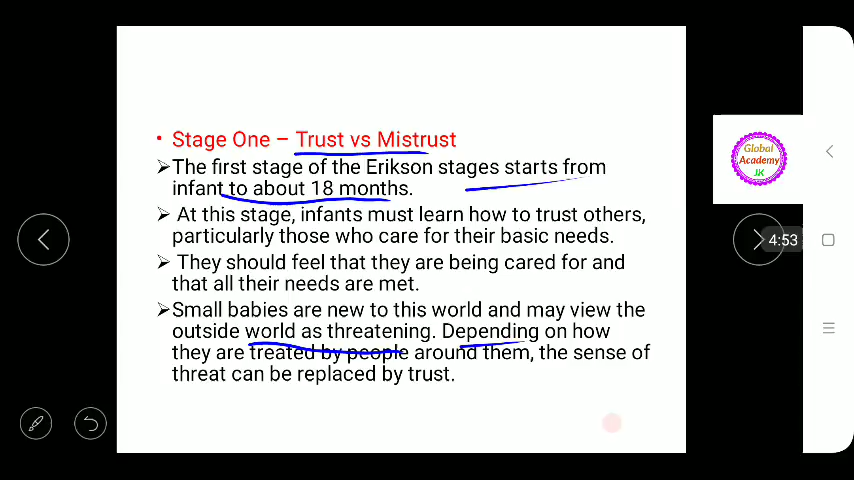 • Stage One – Trust vs Mistrust
➢The first stage of the Erikson stages starts from
infant to about 18 months.
➢ At this stage, infants must learn how to trust others,
particularly those who care for their basic needs.
➢ They should feel that they are being cared for and
that all their needs are met.
➢Small babies are new to this world and may view the
outside world as threatening. Depending on how
they are treated by people around them, the sense of
threat can be replaced by trust.
Global
Academy
JK
4:53